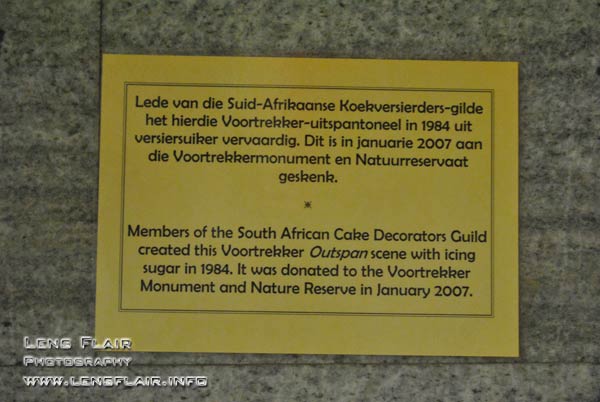 Lede van die Suid-Afrikaanse Koekversierders-gilde
het hierdie Voortrekker-uitspantoneel in 1984 uit
versiersuiker vervaardig. Dit is in januarie 2007 aan
die Voortrekkermonument en Natuurreservaat
geskenk.
Members of the South African Cake Decorators Guild
created this Voortrekker Outspan scene with icing
sugar in 1984. It was donated to the Voortrekker
Monument and Nature Reserve in January 2007.
Leng Flair
Photography
www.lengflair.info